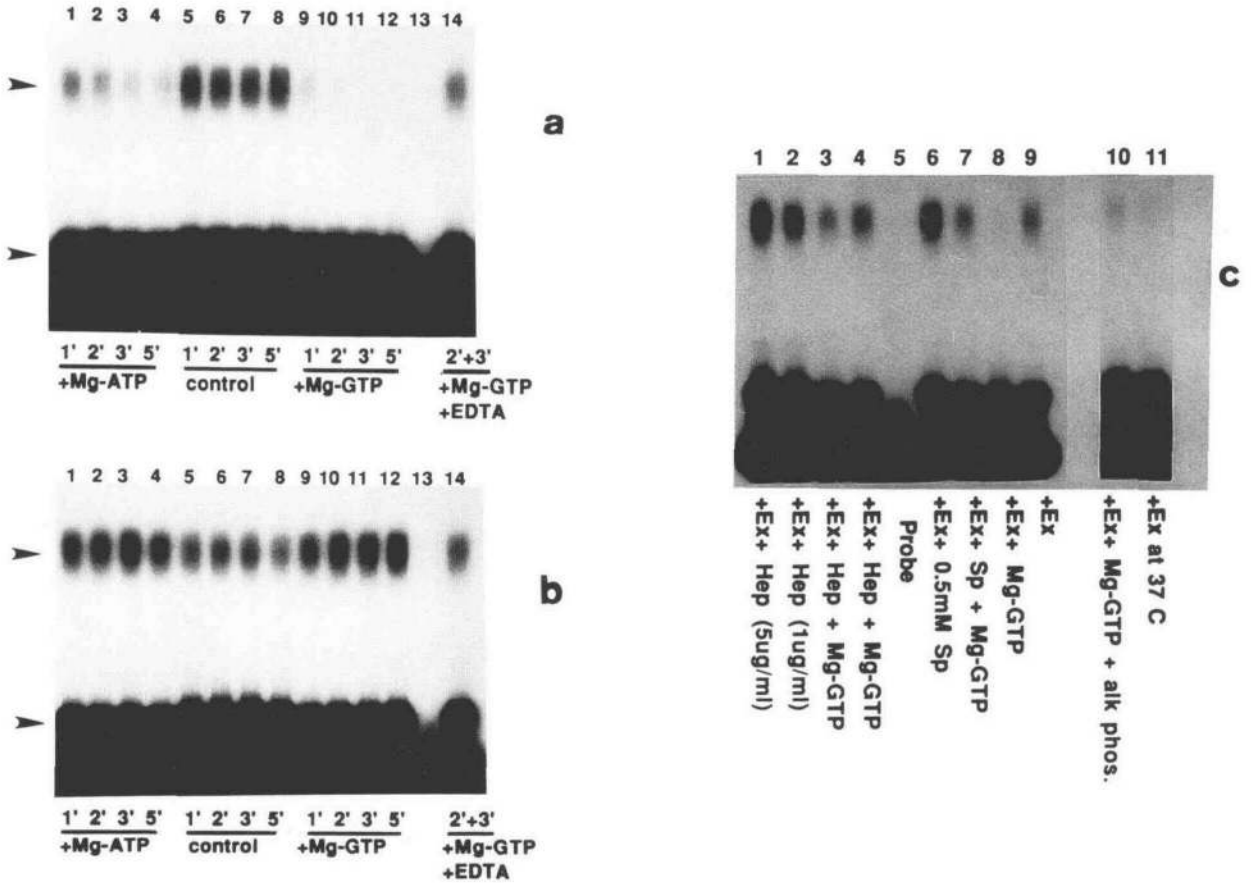 1 2 3 4 5 6 7 8 9 10 11 12 13 14
a
1' 2' 3' 5' 1' 2' 3' 5' 1' 2' 3' 5' 2'+3'
+Mg-ATP control +Mg-GTP +Mg-GTP
+EDTA
1 2 3 4 5 6 7 8 9 10 11 12 13 14
b
1' 2' 3' 5' 1' 2' 3' 5' 1' 2' 3' 5' 2'+3'
+Mg-ATP control +Mg-GTP +Mg-GTP
+EDTA
1 2 3 4 5 6 7 8 9 10 11
c
+Ex+ Hep (5ug/ml)
+Ex+ Hep (1ug/ml)
+Ex+ Hep + Mg-GTP
+Ex+ Hep + Mg-GTP
Probe
+Ex+ 0.5mM Sp
+Ex+ Sp + Mg-GTP
+Ex+ Mg-GTP
+Ex
+Ex+ Mg-GTP + alk phos.
+Ex at 37 C